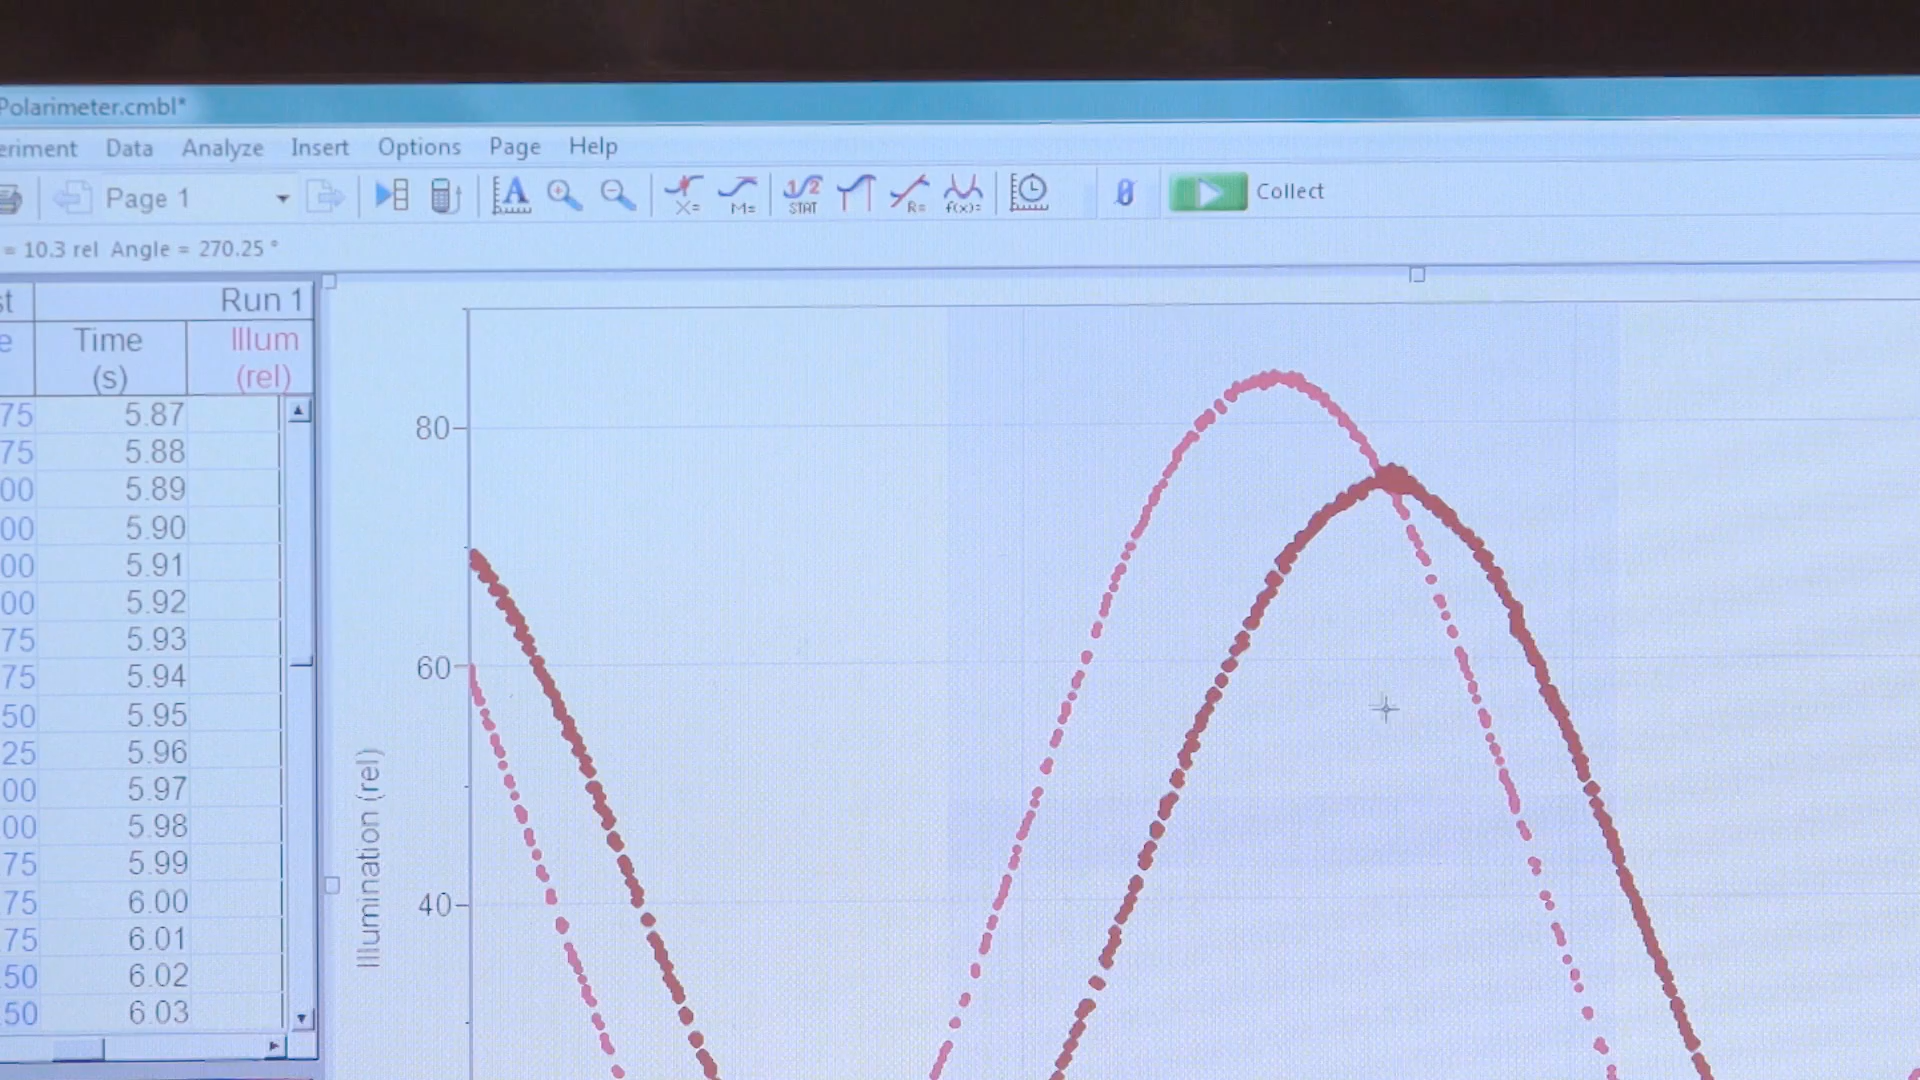 Polarimeter.cmbl*
eriment Data Analyze Insert Options Page Help
Page 1 X= M= 1/2 STAT R= f(x)= 0 Collect
= 10.3 rel Angle = 270.25 °
st Run 1
e Time Illum
(s) (rel)
75 5.87
75 5.88
00 5.89
00 5.90
00 5.91
00 5.92
75 5.93
75 5.94
50 5.95
25 5.96
00 5.97
00 5.98
75 5.99
75 6.00
75 6.01
50 6.02
50 6.03
80
60
40
Illumination (rel)